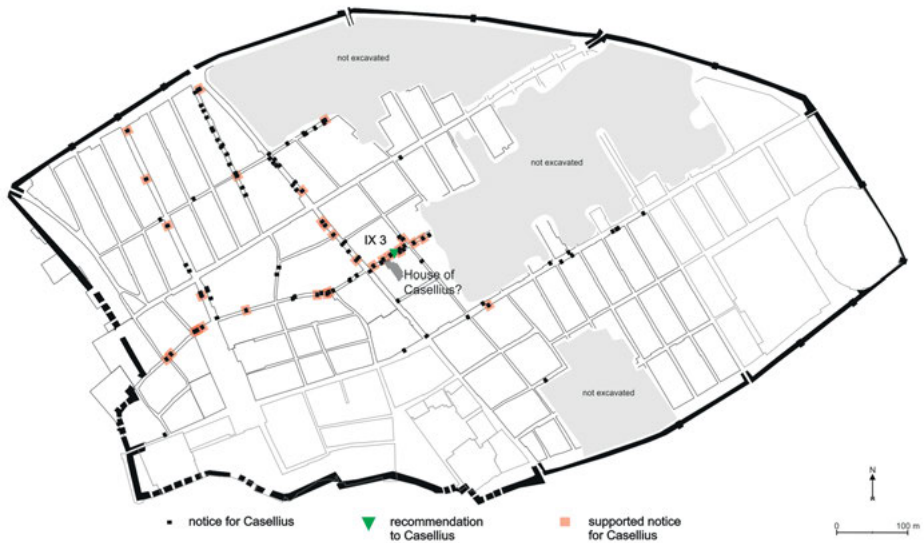 not excavated
not excavated
IX 3
House of
Casellius?
not excavated
N
notice for Casellius
recommendation
to Casellius
supported notice
for Casellius
0 100 m